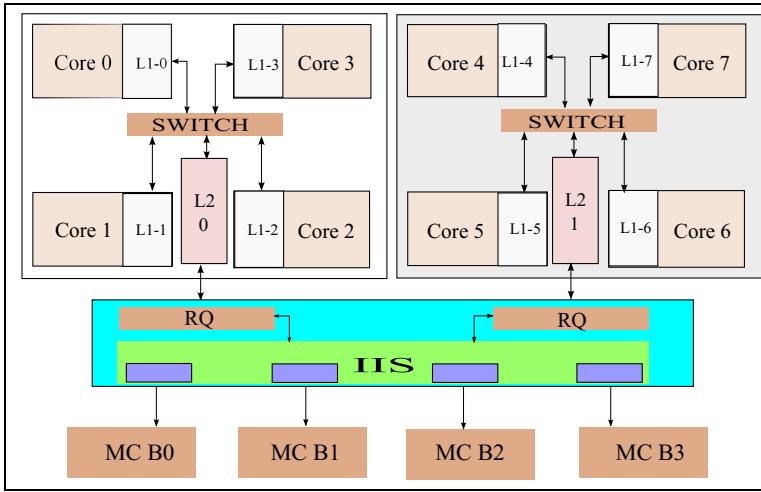 Core 0 L1-0 L1-3 Core 3 Core 4 L1-4 L1-7 Core 7
SWITCH SWITCH
L2
0
L2
1
Core 1 L1-1 L1-2 Core 2 Core 5 L1-5 L1-6 Core 6
RQ RQ
IIS
MC B0 MC B1 MC B2 MC B3